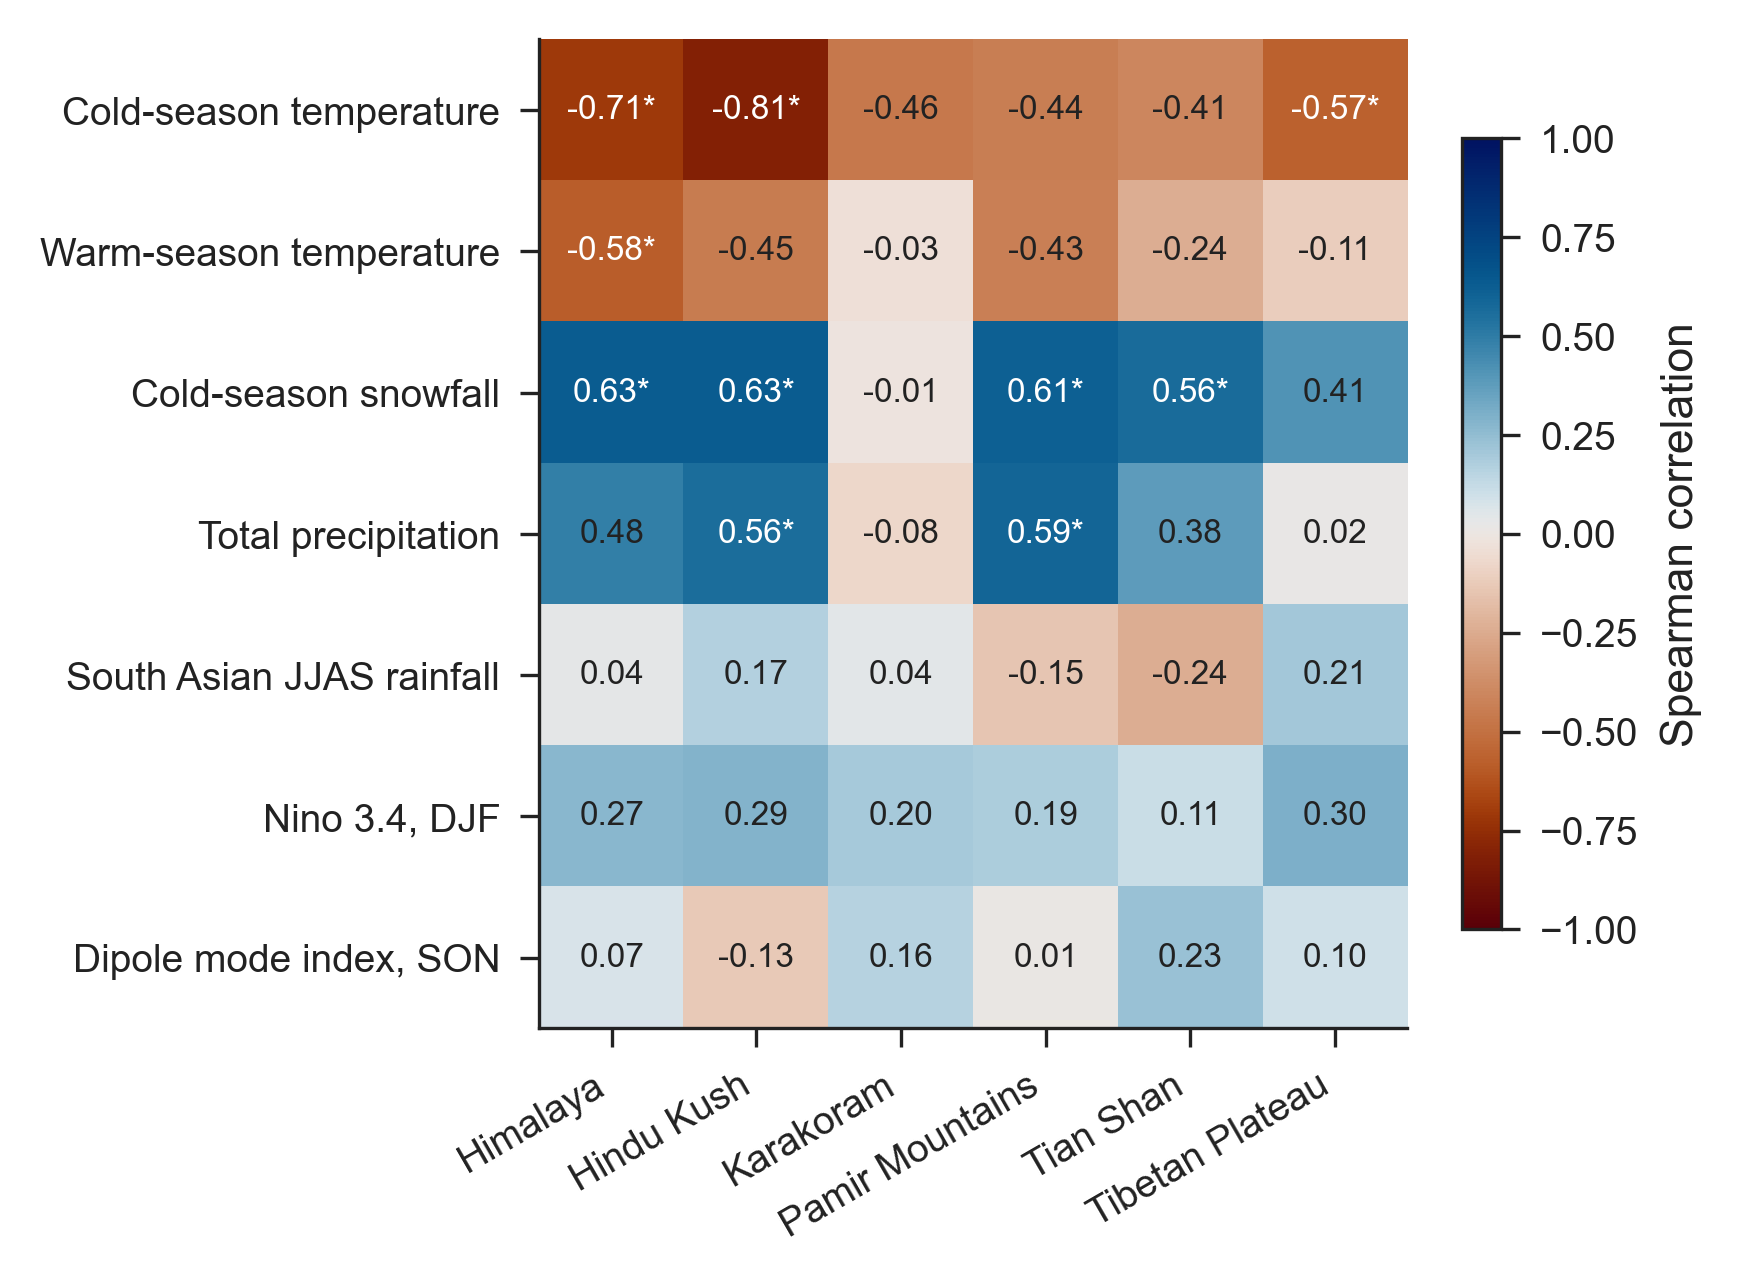 Cold-season temperature -0.71* -0.81* -0.46 -0.44 -0.41 -0.57*
Warm-season temperature -0.58* -0.45 -0.03 -0.43 -0.24 -0.11
Cold-season snowfall 0.63* 0.63* -0.01 0.61* 0.56* 0.41
Total precipitation 0.48 0.56* -0.08 0.59* 0.38 0.02
South Asian JJAS rainfall 0.04 0.17 0.04 -0.15 -0.24 0.21
Nino 3.4, DJF 0.27 0.29 0.20 0.19 0.11 0.30
Dipole mode index, SON 0.07 -0.13 0.16 0.01 0.23 0.10
Himalaya
Hindu Kush
Karakoram
Pamir Mountains
Tian Shan
Tibetan Plateau
1.00
0.75
0.50
0.25
0.00
−0.25
−0.50
−0.75
−1.00
Spearman correlation